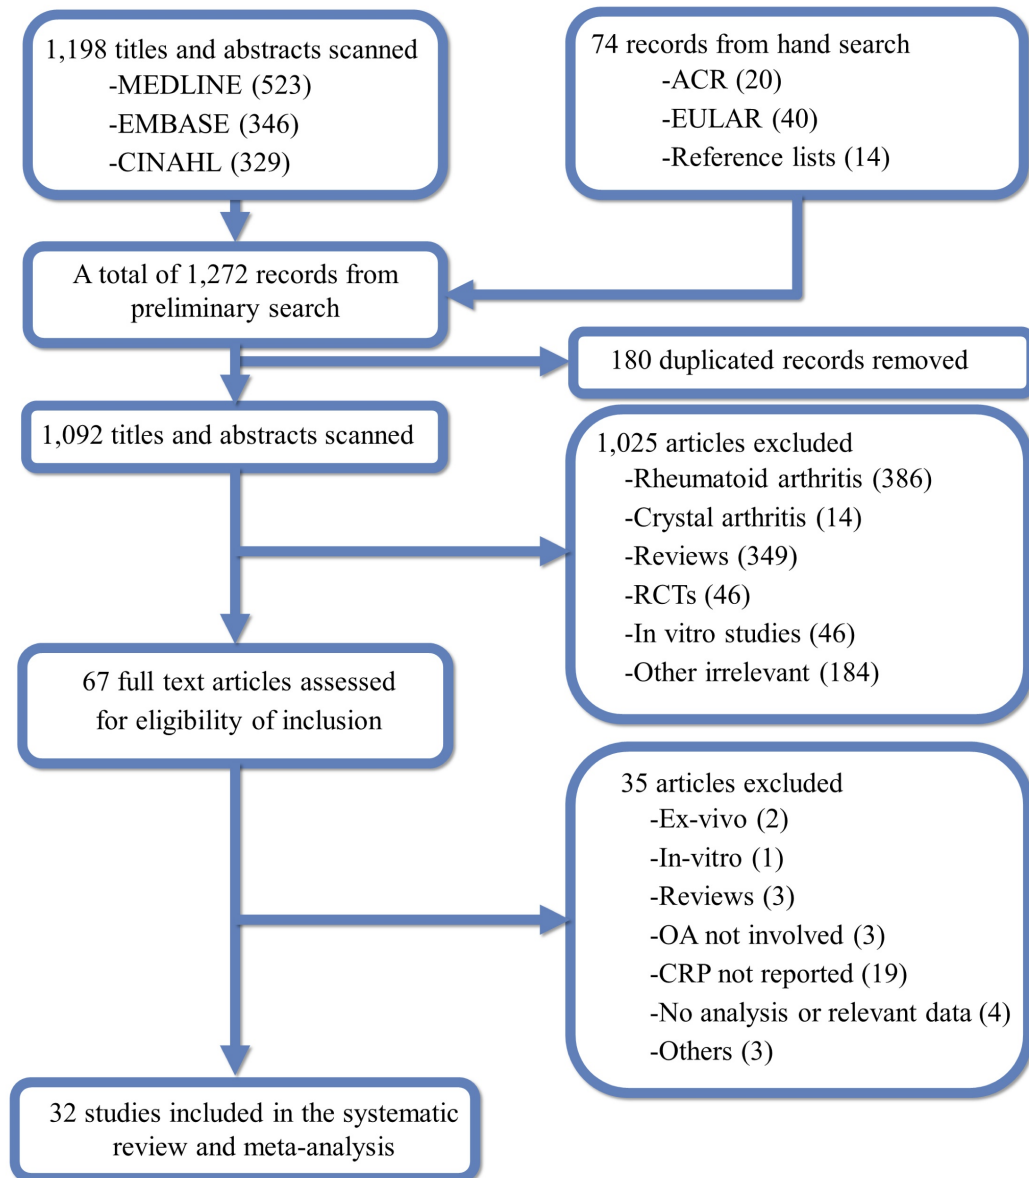 1,198 titles and abstracts scanned
-MEDLINE (523)
-EMBASE (346)
-CINAHL (329)
74 records from hand search
-ACR (20)
-EULAR (40)
-Reference lists (14)
A total of 1,272 records from
preliminary search
180 duplicated records removed
1,092 titles and abstracts scanned
1,025 articles excluded
-Rheumatoid arthritis (386)
-Crystal arthritis (14)
-Reviews (349)
-RCTs (46)
-In vitro studies (46)
-Other irrelevant (184)
67 full text articles assessed
for eligibility of inclusion
35 articles excluded
-Ex-vivo (2)
-In-vitro (1)
-Reviews (3)
-OA not involved (3)
-CRP not reported (19)
-No analysis or relevant data (4)
-Others (3)
32 studies included in the systematic
review and meta-analysis